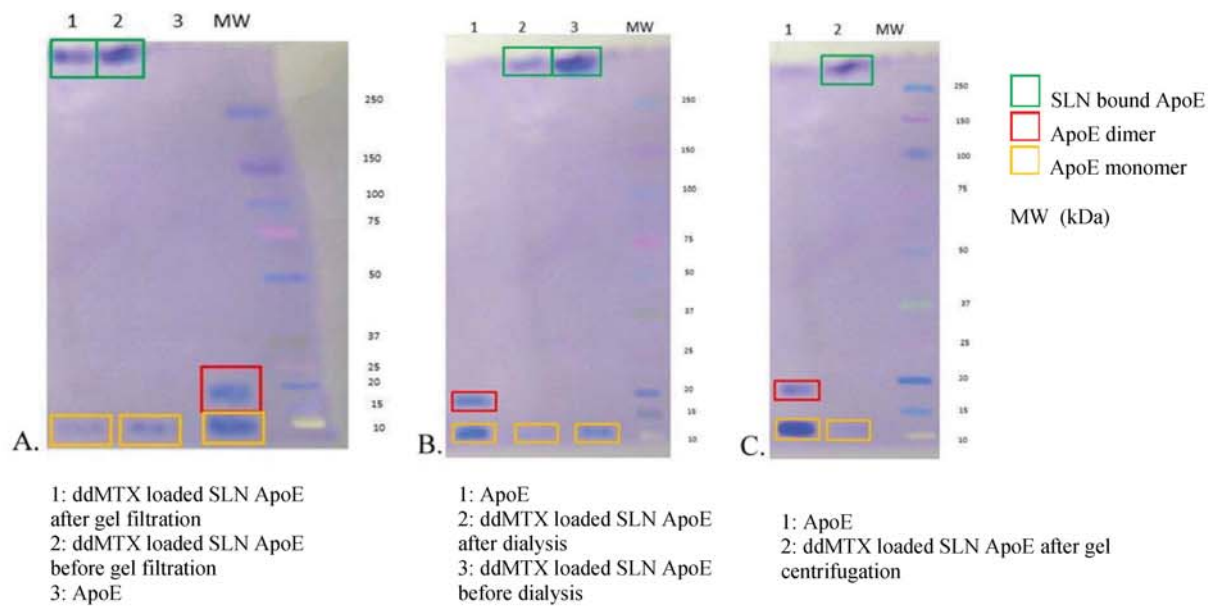 1 2 3 MW
250
150
100
75
50
37
25
20
15
10
A.
1: ddMTX loaded SLN ApoE
after gel filtration
2: ddMTX loaded SLN ApoE
before gel filtration
3: ApoE
1 2 3 MW
250
150
100
75
50
37
25
20
15
10
B.
1: ApoE
2: ddMTX loaded SLN ApoE
after dialysis
3: ddMTX loaded SLN ApoE
before dialysis
1 2 MW
250
150
100
75
50
37
25
20
15
10
C.
1: ApoE
2: ddMTX loaded SLN ApoE after gel
centrifugation
SLN bound ApoE
ApoE dimer
ApoE monomer
MW (kDa)